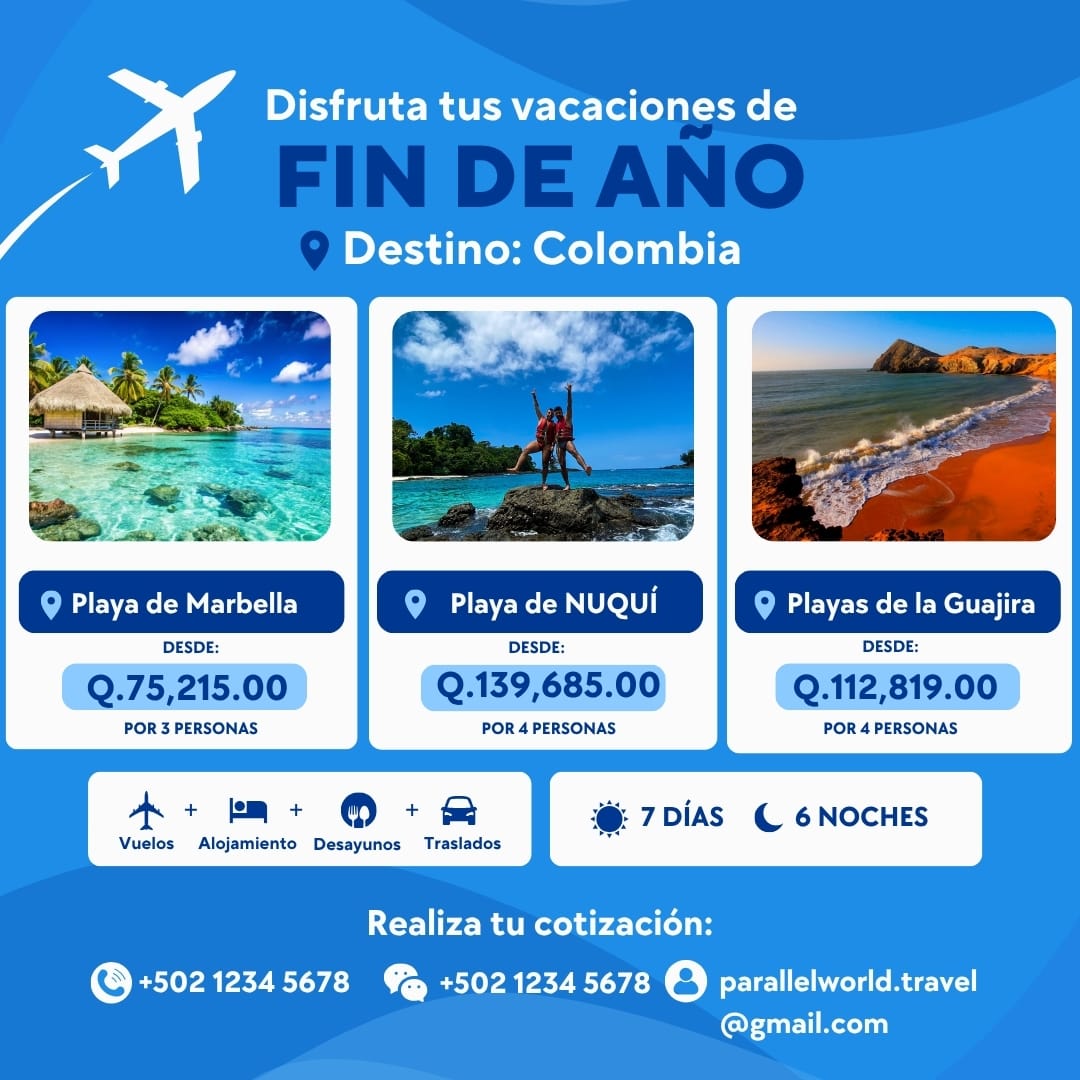 Disfruta tus vacaciones de
FIN DE AÑO
Destino: Colombia
Playa de Marbella
DESDE:
Q.75,215.00
POR 3 PERSONAS
Playa de NUQUÍ
DESDE:
Q.139,685.00
POR 4 PERSONAS
Playas de la Guajira
DESDE:
Q.112,819.00
POR 4 PERSONAS
Vuelos + Alojamiento + Desayunos + Traslados
7 DÍAS 6 NOCHES
Realiza tu cotización:
+502 1234 5678
+502 1234 5678
parallelworld.travel
@gmail.com